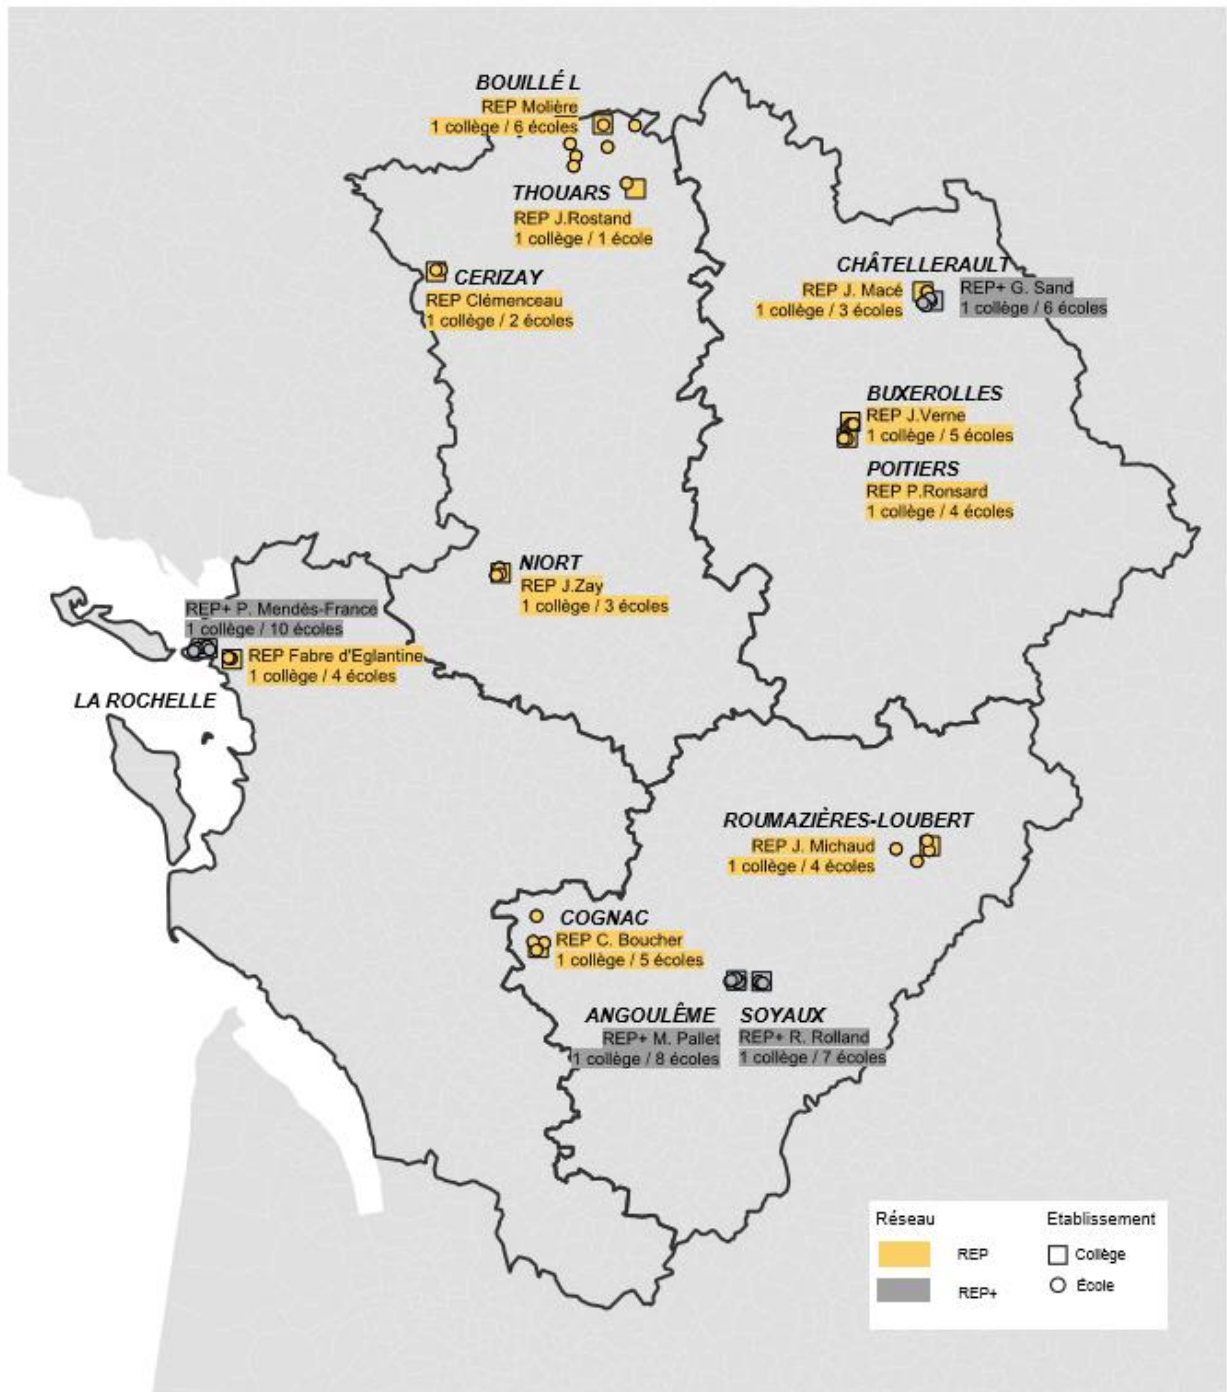 BOUILLÉ L
REP Molière
1 collège / 6 écoles
THOUARS
REP J.Rostand
1 collège / 1 école
CERIZAY
REP Clémenceau
1 collège / 2 écoles
CHÂTELLERAULT
REP J. Macé
1 collège / 3 écoles
REP+ G. Sand
1 collège / 6 écoles
BUXEROLLES
REP J.Verne
1 collège / 5 écoles
POITIERS
REP P.Ronsard
1 collège / 4 écoles
NIORT
REP J.Zay
1 collège / 3 écoles
REP+ P. Mendès-France
1 collège / 10 écoles
REP Fabre d'Eglantine
1 collège / 4 écoles
LA ROCHELLE
ROUMAZIÈRES-LOUBERT
REP J. Michaud
1 collège / 4 écoles
COGNAC
REP C. Boucher
1 collège / 5 écoles
ANGOULÊME
REP+ M. Pallet
1 collège / 8 écoles
SOYAUX
REP+ R. Rolland
1 collège / 7 écoles
Réseau
REP
REP+
Etablissement
Collège
École